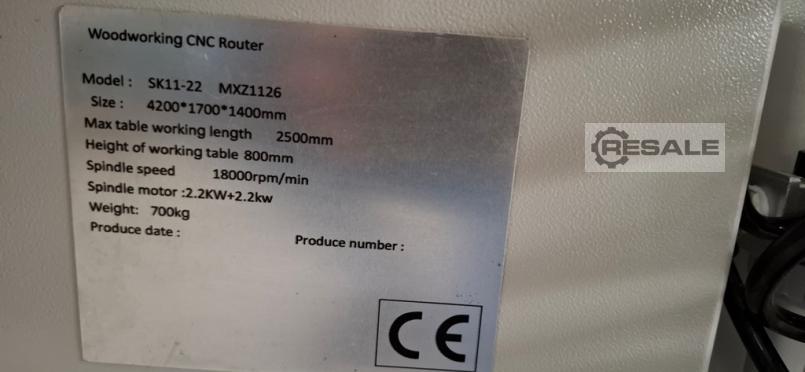 Woodworking CNC Router
Model : SK11-22 MXZ1126
Size : 4200*1700*1400mm
Max table working length 2500mm
Height of working table 800mm
Spindle speed 18000rpm/min
Spindle motor :2.2KW+2.2kw
Weight: 700kg
Produce date :
Produce number :
CE
RESALE